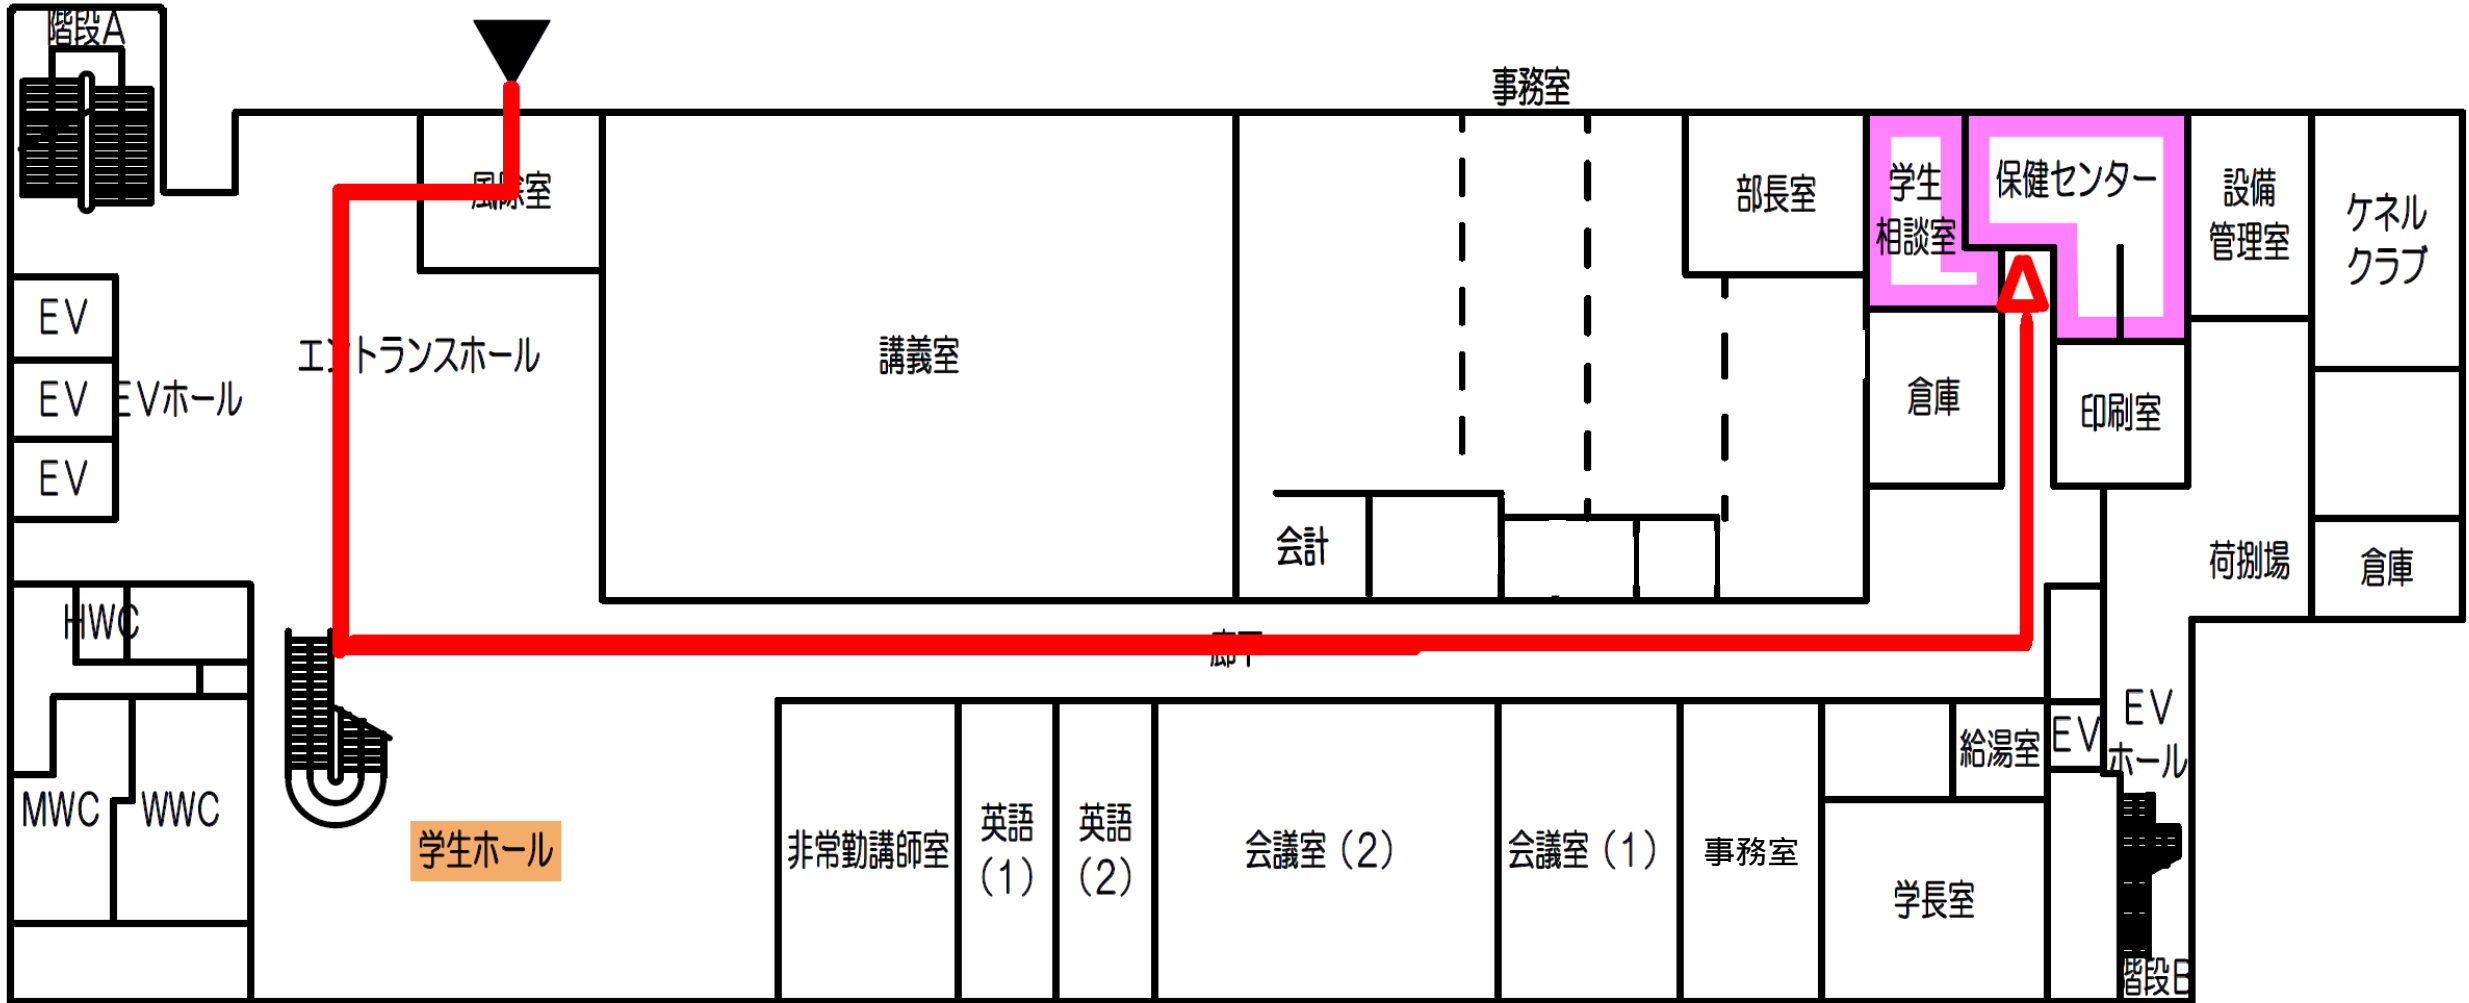 階段A
事務室
風除室
部長室
学生
相談室
保健センター
設備
管理室
ケネル
クラブ
EV
エントランスホール
講義室
EV
EVホール
倉庫
印刷室
EV
会計
荷捌場
倉庫
HWC
廊下
EV
ホール
給湯室
EV
MWC
WWC
学生ホール
非常勤講師室
英語
(1)
英語
(2)
会議室(2)
会議室(1)
事務室
学長室
階段B